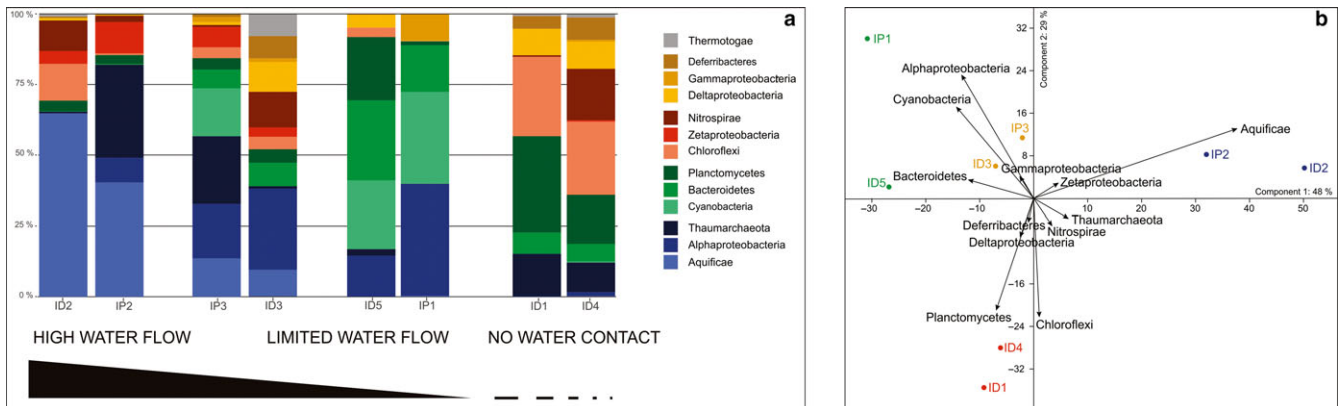 a
100 %
75 %
50 %
25 %
0 %
ID2 IP2 IP3 ID3 ID5 IP1 ID1 ID4
HIGH WATER FLOW LIMITED WATER FLOW NO WATER CONTACT
Thermotogae
Deferribacteres
Gammaproteobacteria
Deltaproteobacteria
Nitrospirae
Zetaproteobacteria
Chloroflexi
Planctomycetes
Bacteroidetes
Cyanobacteria
Thaumarchaeota
Alphaproteobacteria
Aquificae
b
Component 2: 29 %
32
IP1
24
Alphaproteobacteria
Cyanobacteria
16
IP3
Aquificae
8
IP2
ID3
Gammaproteobacteria
ID2
Bacteroidetes
Zetaproteobacteria
ID5
Component 1: 48 %
−30 −20 −10 10 20 30 40 50
Thaumarchaeota
Deferribacteres
Nitrospirae
Deltaproteobacteria
−16
Planctomycetes
Chloroflexi
−24
ID4
−32
ID1